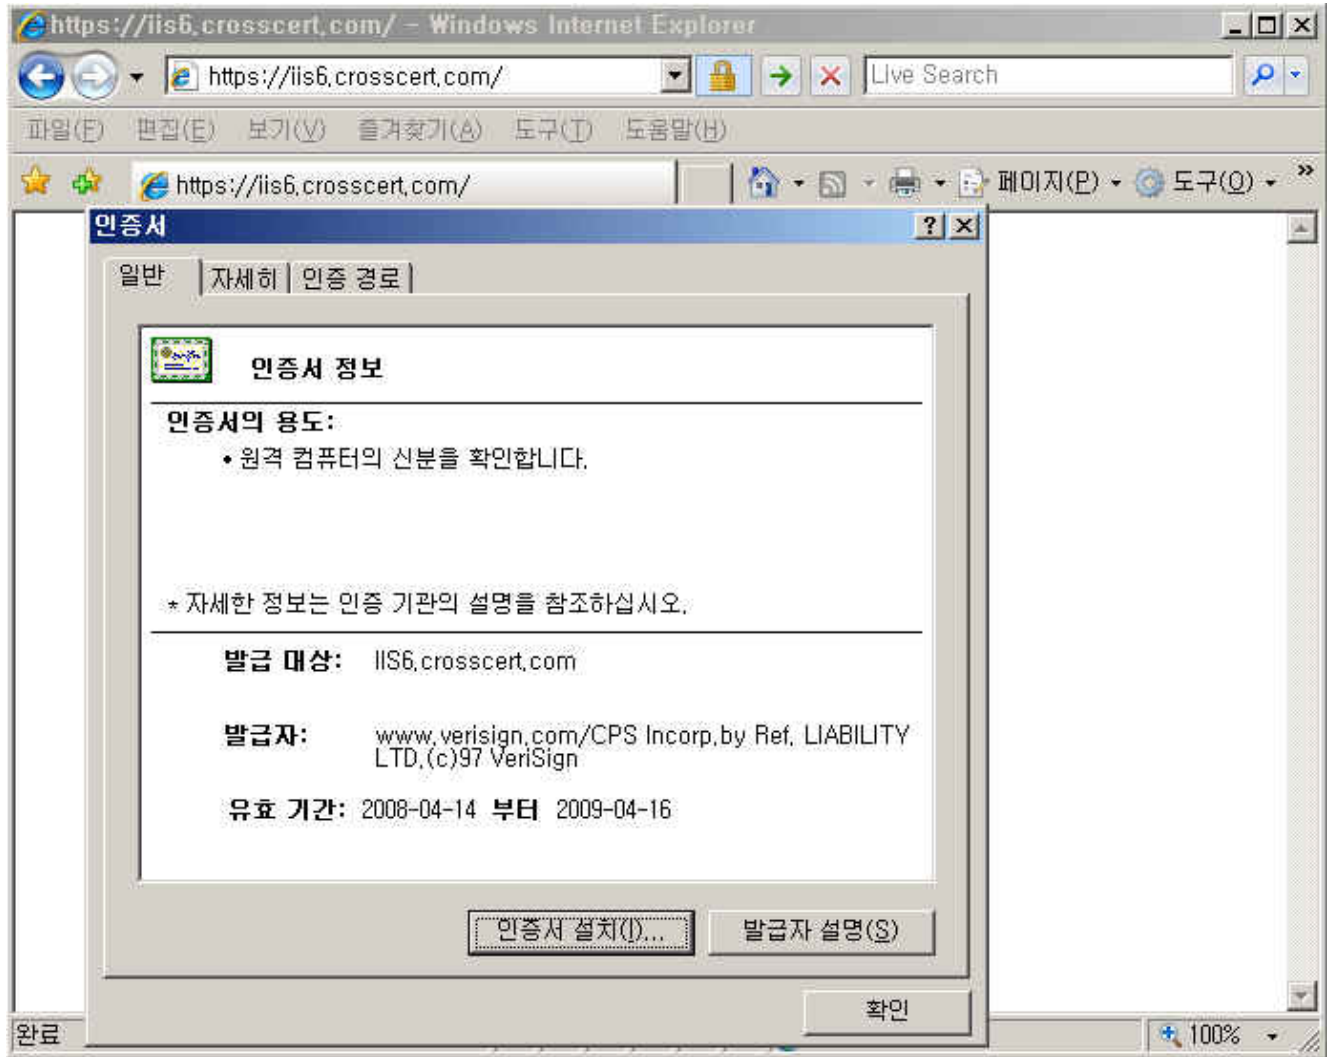 https://iis6.crosscert.com/ - Windows Internet Explorer
https://iis6.crosscert.com/
Live Search
파일(F) 편집(E) 보기(V) 즐겨찾기(A) 도구(T) 도움말(H)
https://iis6.crosscert.com/
페이지(P) 도구(O) »
인증서
일반 자세히 인증 경로
인증서 정보
인증서의 용도:
• 원격 컴퓨터의 신분을 확인합니다.
* 자세한 정보는 인증 기관의 설명을 참조하십시오.
발급 대상: IIS6.crosscert.com
발급자: www.verisign.com/CPS Incorp.by Ref. LIABILITY
LTD.(c)97 VeriSign
유효 기간: 2008-04-14 부터 2009-04-16
인증서 설치(I)... 발급자 설명(S)
확인
완료 100%